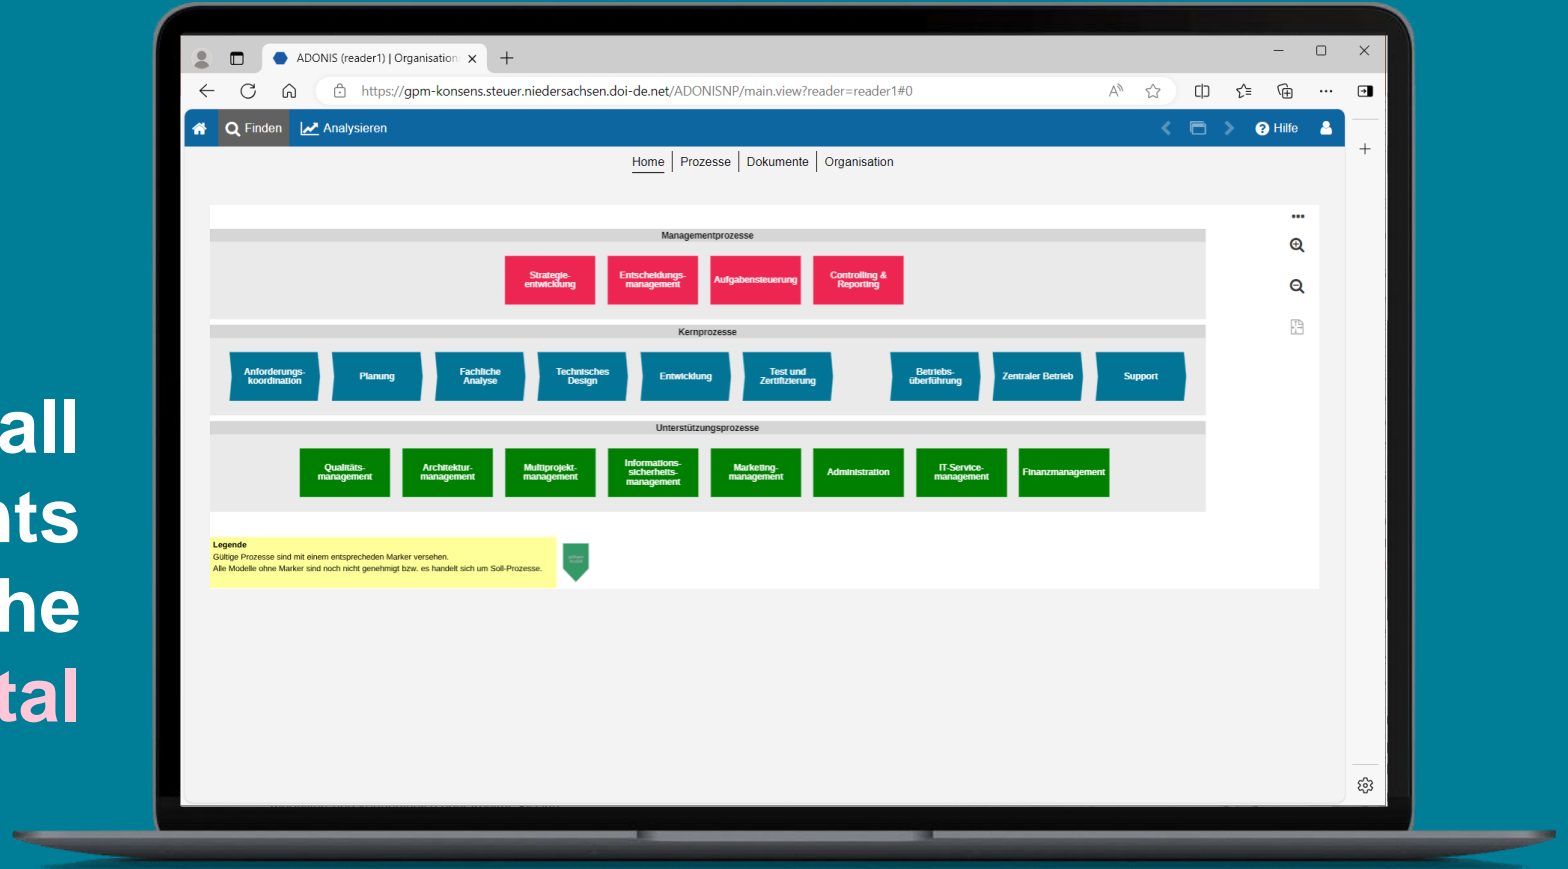 all
nts
he
tal
ADONIS (reader1) | Organisation
https://gpm-konsens.steuer.niedersachsen.doi-de.net/ADONISNP/main.view?reader=reader1#0
Finden Analysieren Hilfe
Home Prozesse Dokumente Organisation
Managementprozesse
Strategie-
entwicklung
Entscheidungs-
management
Aufgabensteuerung
Controlling &
Reporting
Kernprozesse
Anforderungs-
koordination
Planung
Fachliche
Analyse
Technisches
Design
Entwicklung
Test und
Zertifizierung
Betriebs-
überführung
Zentraler Betrieb
Support
Unterstützungsprozesse
Qualitäts-
management
Architektur-
management
Multiprojekt-
management
Informations-
sicherheits-
management
Marketing-
management
Administration
IT-Service-
management
Finanzmanagement
Legende
Gültige Prozesse sind mit einem entsprecheden Marker versehen.
Alle Modelle ohne Marker sind noch nicht genehmigt bzw. es handelt sich um Soll-Prozesse.